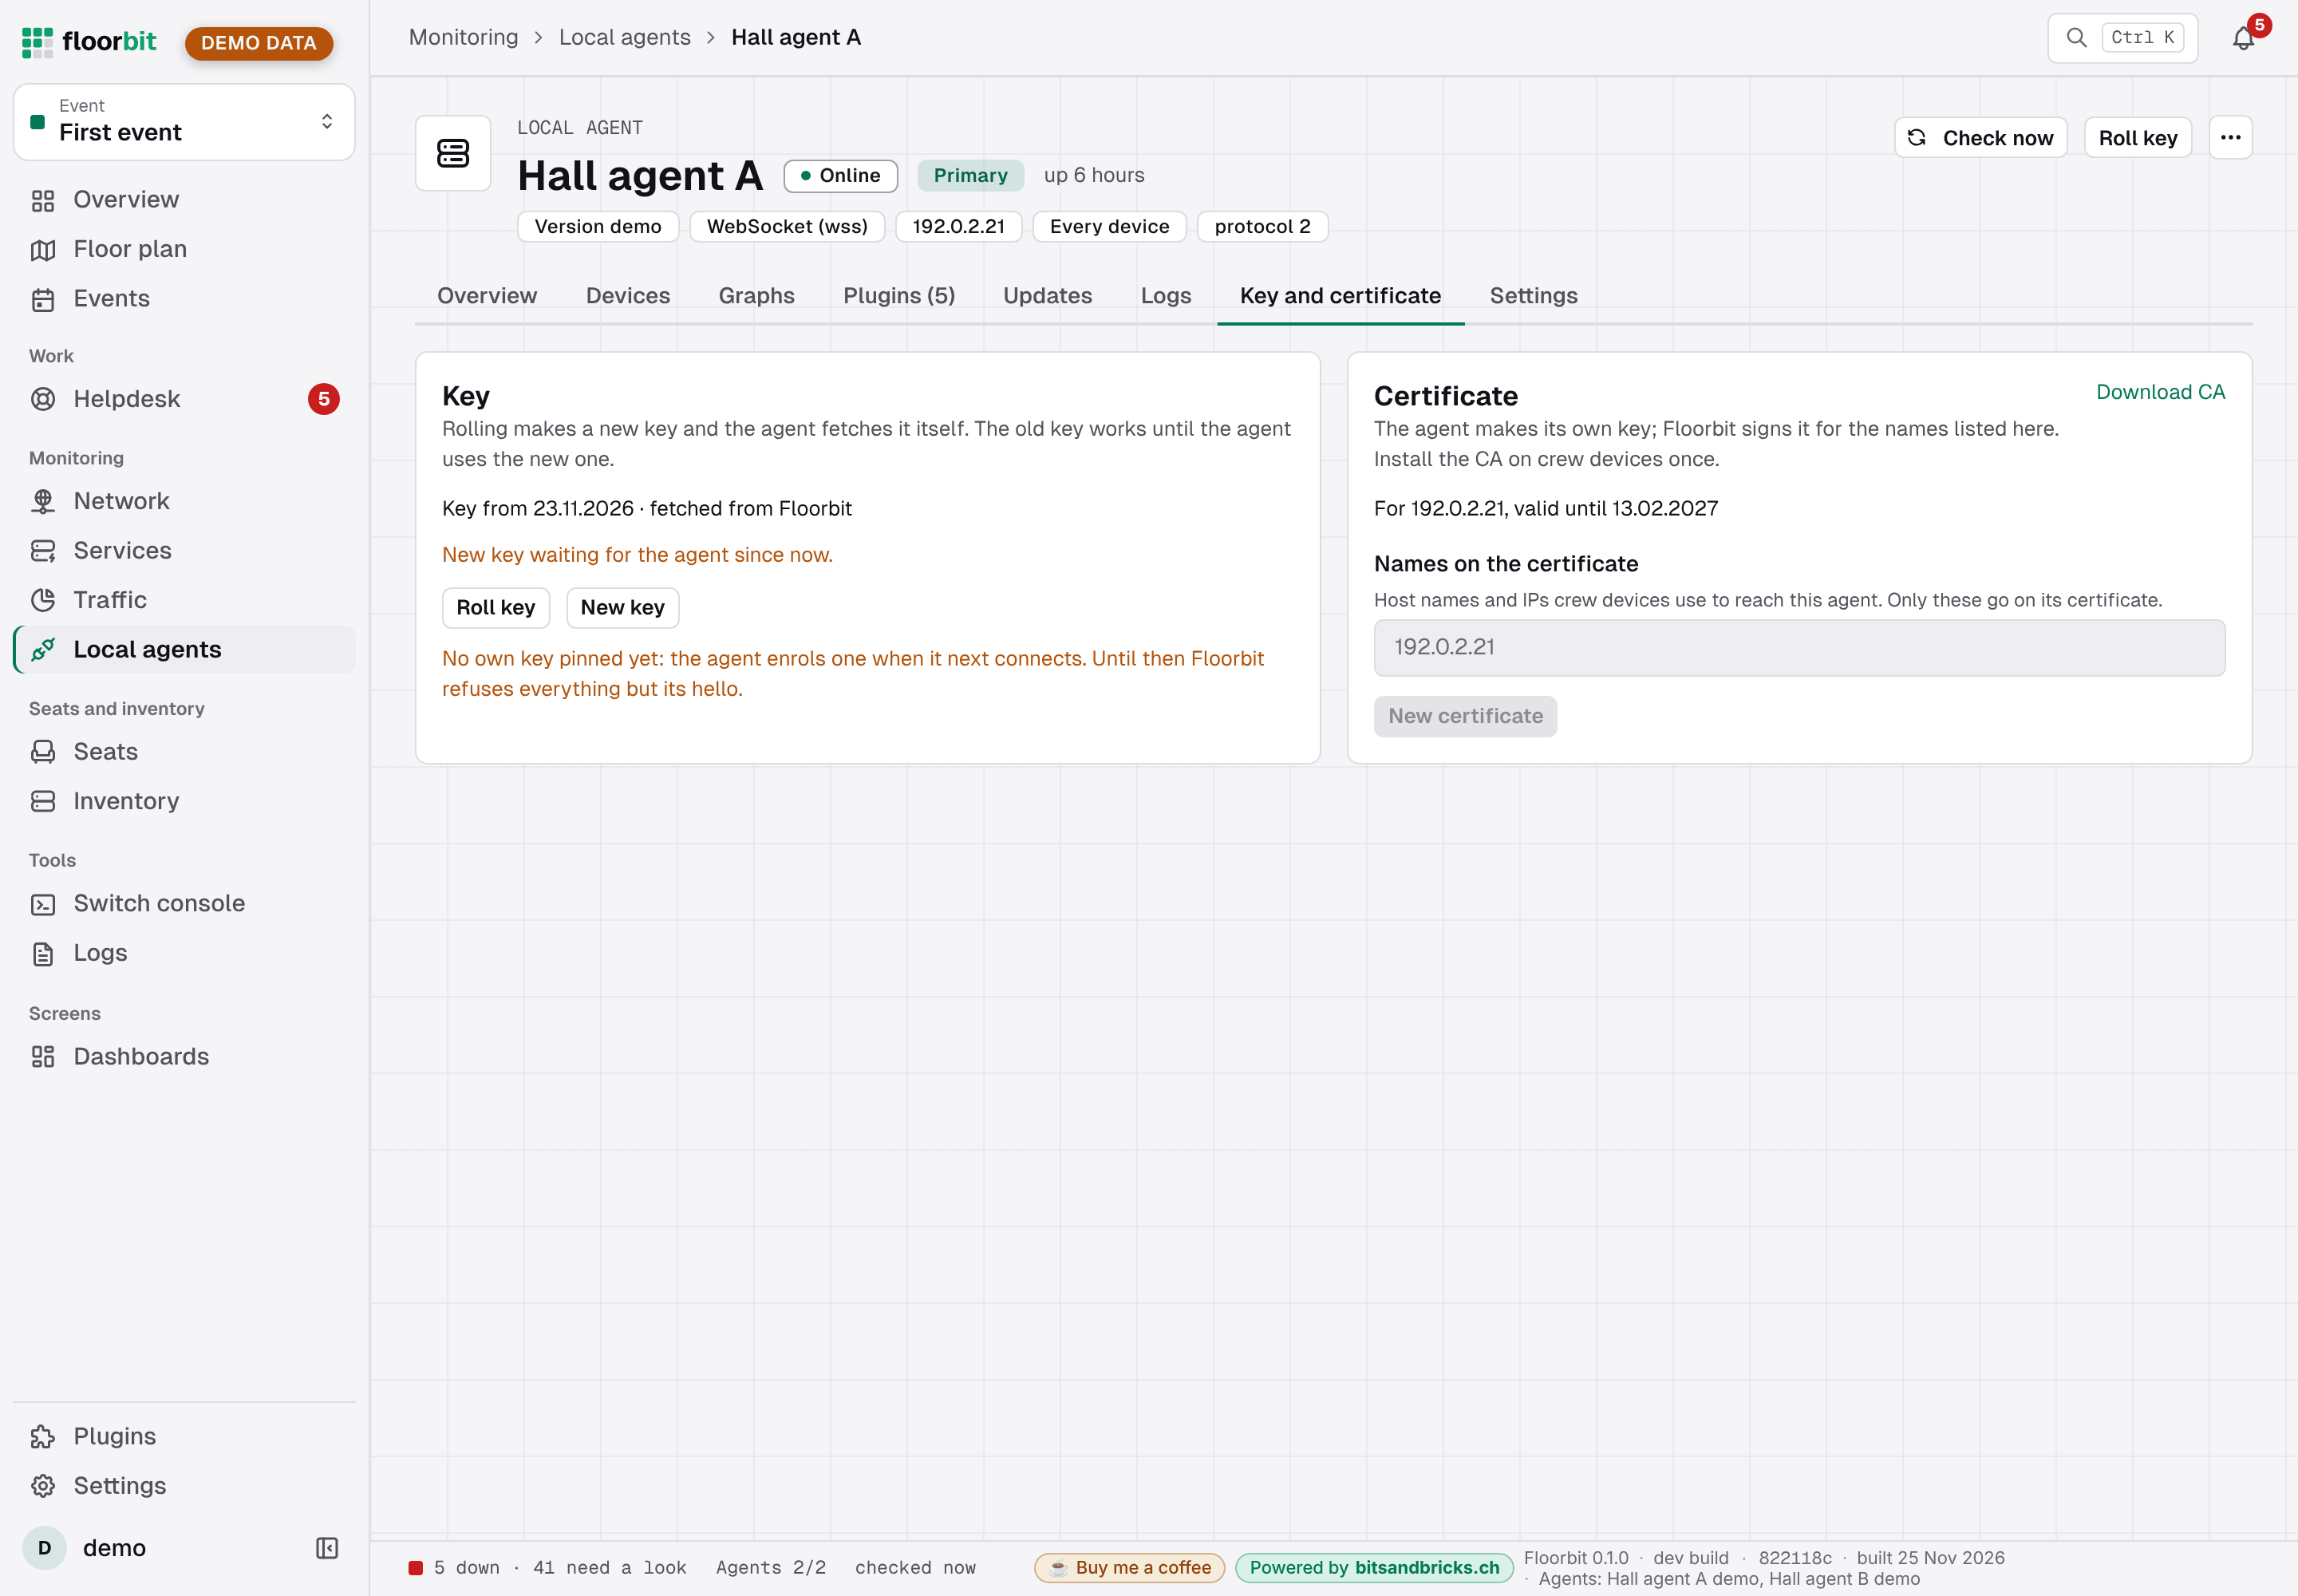 floorbit
DEMO DATA
Event
First event
Overview
Floor plan
Events
Work
Helpdesk
5
Monitoring
Network
Services
Traffic
Local agents
Seats and inventory
Seats
Inventory
Tools
Switch console
Logs
Screens
Dashboards
Plugins
Settings
D
demo
Monitoring > Local agents > Hall agent A
Ctrl K
5
LOCAL AGENT
Hall agent A
Online
Primary
up 6 hours
Check now
Roll key
Version demo
WebSocket (wss)
192.0.2.21
Every device
protocol 2
Overview
Devices
Graphs
Plugins (5)
Updates
Logs
Key and certificate
Settings
Key
Rolling makes a new key and the agent fetches it itself. The old key works until the agent
uses the new one.
Key from 23.11.2026 · fetched from Floorbit
New key waiting for the agent since now.
Roll key
New key
No own key pinned yet: the agent enrols one when it next connects. Until then Floorbit
refuses everything but its hello.
Certificate
Download CA
The agent makes its own key; Floorbit signs it for the names listed here.
Install the CA on crew devices once.
For 192.0.2.21, valid until 13.02.2027
Names on the certificate
Host names and IPs crew devices use to reach this agent. Only these go on its certificate.
192.0.2.21
New certificate
5 down · 41 need a look
Agents 2/2
checked now
Buy me a coffee
Powered by bitsandbricks.ch
Floorbit 0.1.0 · dev build · 822118c · built 25 Nov 2026
· Agents: Hall agent A demo, Hall agent B demo